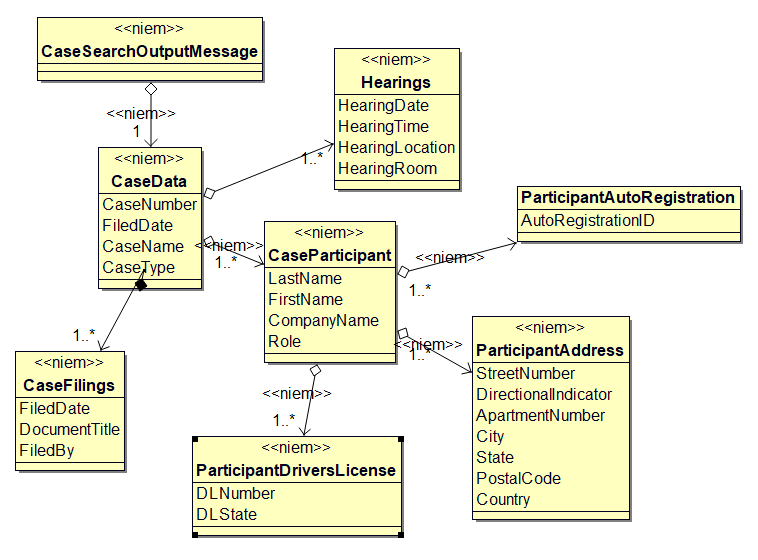 <<niem>>
CaseSearchOutputMessage
<<niem>>
1
<<niem>>
Hearings
HearingDate
HearingTime
HearingLocation
HearingRoom
1..*
<<niem>>
CaseData
CaseNumber
FiledDate
CaseName
CaseType
<<niem>>
1..*
ParticipantAutoRegistration
AutoRegistrationID
<<niem>>
CaseParticipant
LastName
FirstName
CompanyName
Role
<<niem>>
1..*
<<niem>>
1..*
<<niem>>
ParticipantAddress
StreetNumber
DirectionalIndicator
ApartmentNumber
City
State
PostalCode
Country
1..*
<<niem>>
CaseFilings
FiledDate
DocumentTitle
FiledBy
<<niem>>
1..*
<<niem>>
ParticipantDriversLicense
DLNumber
DLState